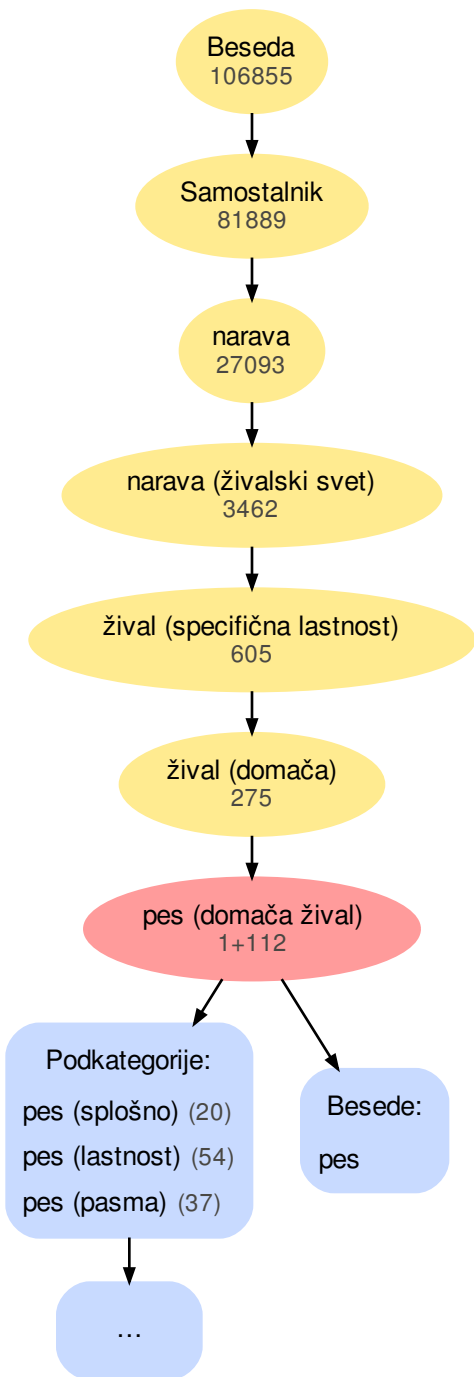 Beseda
106855
Samostalnik
81889
narava
27093
narava (živalski svet)
3462
žival (specifična lastnost)
605
žival (domača)
275
pes (domača žival)
1+112
Podkategorije:
pes (splošno) (20)
pes (lastnost) (54)
pes (pasma) (37)
Besede:
pes
...